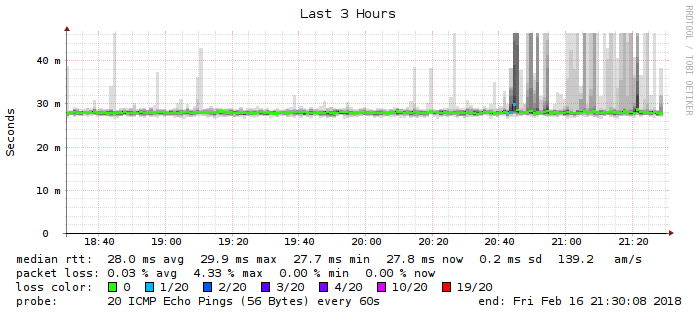 Last 3 Hours
RRDTOOL / TOBI OETIKER
Seconds
40 m
30 m
20 m
10 m
0
18:40 19:00 19:20 19:40 20:00 20:20 20:40 21:00 21:20
median rtt: 28.0 ms avg 29.9 ms max 27.7 ms min 27.8 ms now 0.2 ms sd 139.2 am/s
packet loss: 0.03 % avg 4.33 % max 0.00 % min 0.00 % now
loss color: 0 1/20 2/20 3/20 4/20 10/20 19/20
probe: 20 ICMP Echo Pings (56 Bytes) every 60s end: Fri Feb 16 21:30:08 2018